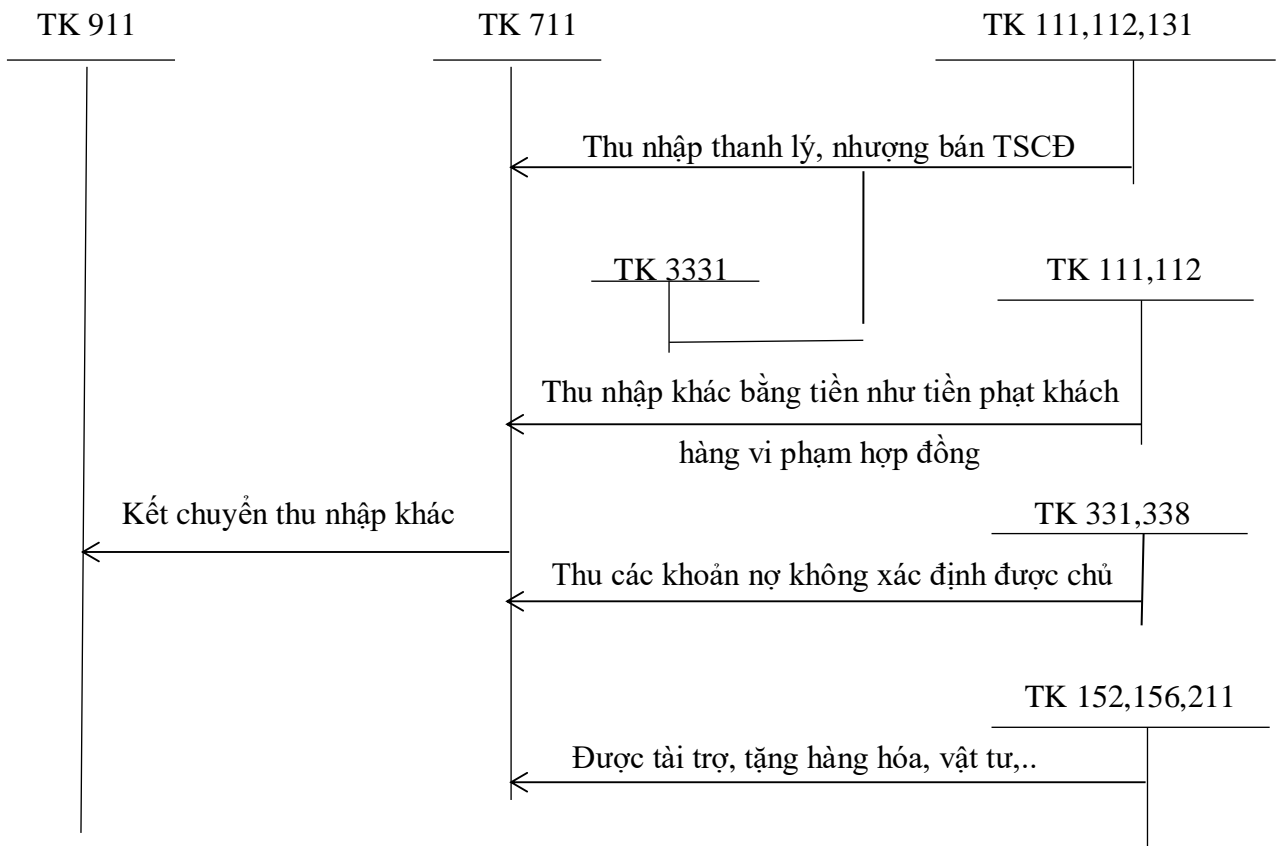 TK 911
TK 711
TK 111,112,131
Thu nhập thanh lý, nhượng bán TSCĐ
TK 3331
TK 111,112
Thu nhập khác bằng tiền như tiền phạt khách
hàng vi phạm hợp đồng
Kết chuyển thu nhập khác
TK 331,338
Thu các khoản nợ không xác định được chủ
TK 152,156,211
Được tài trợ, tặng hàng hóa, vật tư,..